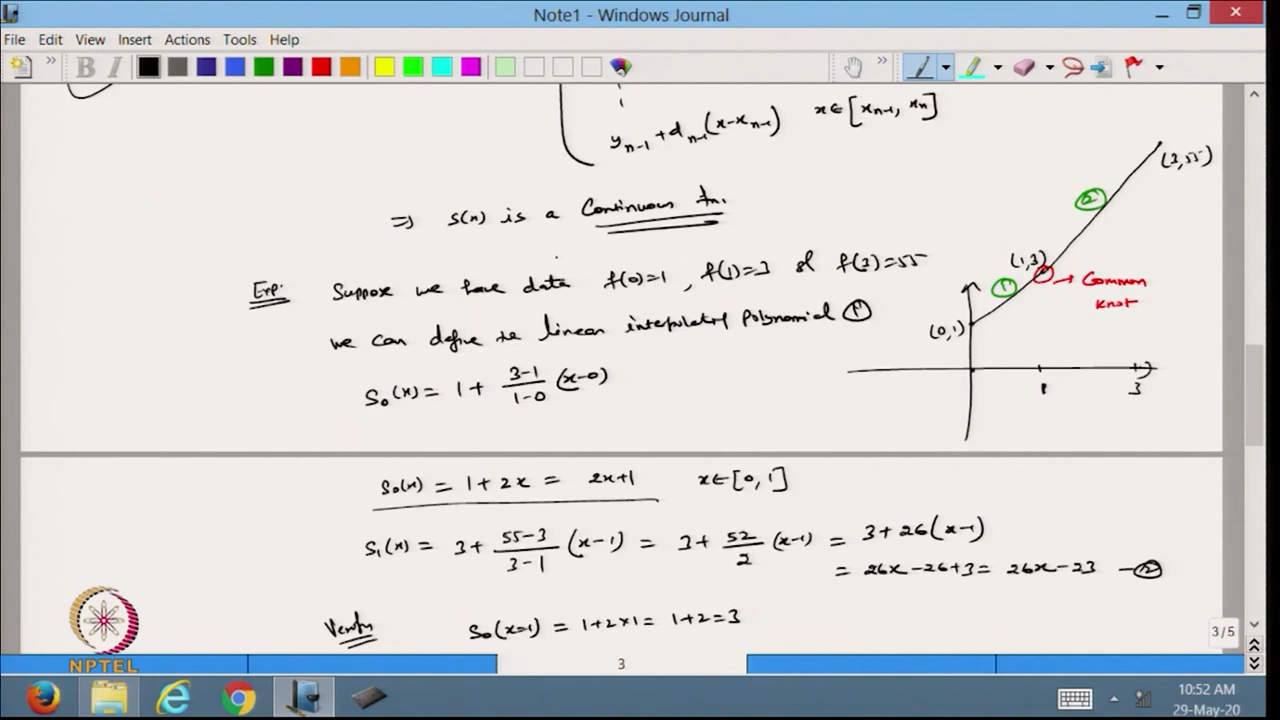 Note1 - Windows Journal
File Edit View Insert Actions Tools Help
y_{n-1} + d_{n-1}(x-x_{n-1})   x∈[x_{n-1}, x_n]
⇒ s(x) is a Continuous fn.
Exp: Suppose we have data f(0)=1, f(1)=3 & f(3)=55
we can define the linear interpolating polynomial ①
S₀(x) = 1 + (3-1)/(1-0) (x-0)
(3,55)
②
(1,3)
① → Common
knot
(0,1)
1 3
S₀(x) = 1+2x = 2x+1   x∈[0,1]
S₁(x) = 3 + (55-3)/(3-1) (x-1) = 3 + 52/2 (x-1) = 3+26(x-1)
= 26x-26+3 = 26x-23 -②
Verify S₀(x=1) = 1+2×1 = 1+2=3
3/5
NPTEL
3
10:52 AM
29-May-20